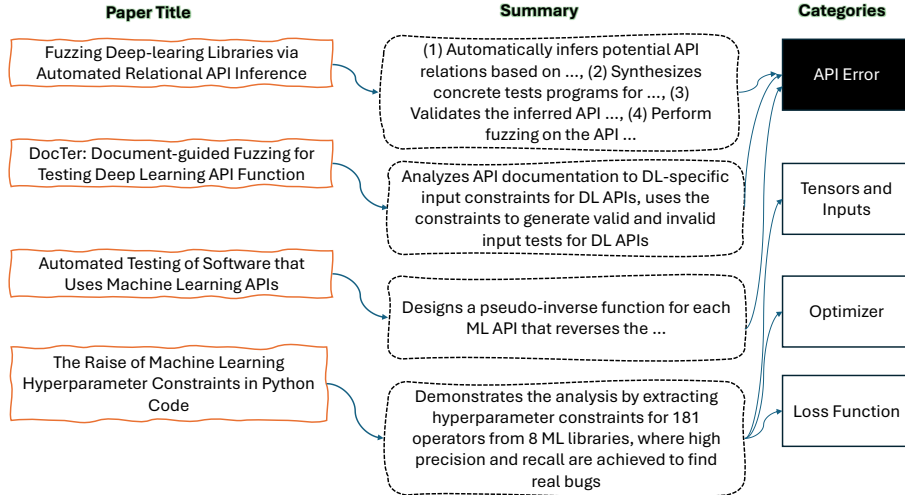 Paper Title
Summary
Categories
Fuzzing Deep-learing Libraries via
Automated Relational API Inference
(1) Automatically infers potential API
relations based on ..., (2) Synthesizes
concrete tests programs for ..., (3)
Validates the inferred API ..., (4) Perform
fuzzing on the API ...
API Error
DocTer: Document-guided Fuzzing for
Testing Deep Learning API Function
Analyzes API documentation to DL-specific
input constraints for DL APIs, uses the
constraints to generate valid and invalid
input tests for DL APIs
Tensors and
Inputs
Automated Testing of Software that
Uses Machine Learning APIs
Designs a pseudo-inverse function for each
ML API that reverses the ...
Optimizer
The Raise of Machine Learning
Hyperparameter Constraints in Python
Code
Demonstrates the analysis by extracting
hyperparameter constraints for 181
operators from 8 ML libraries, where high
precision and recall are achieved to find
real bugs
Loss Function